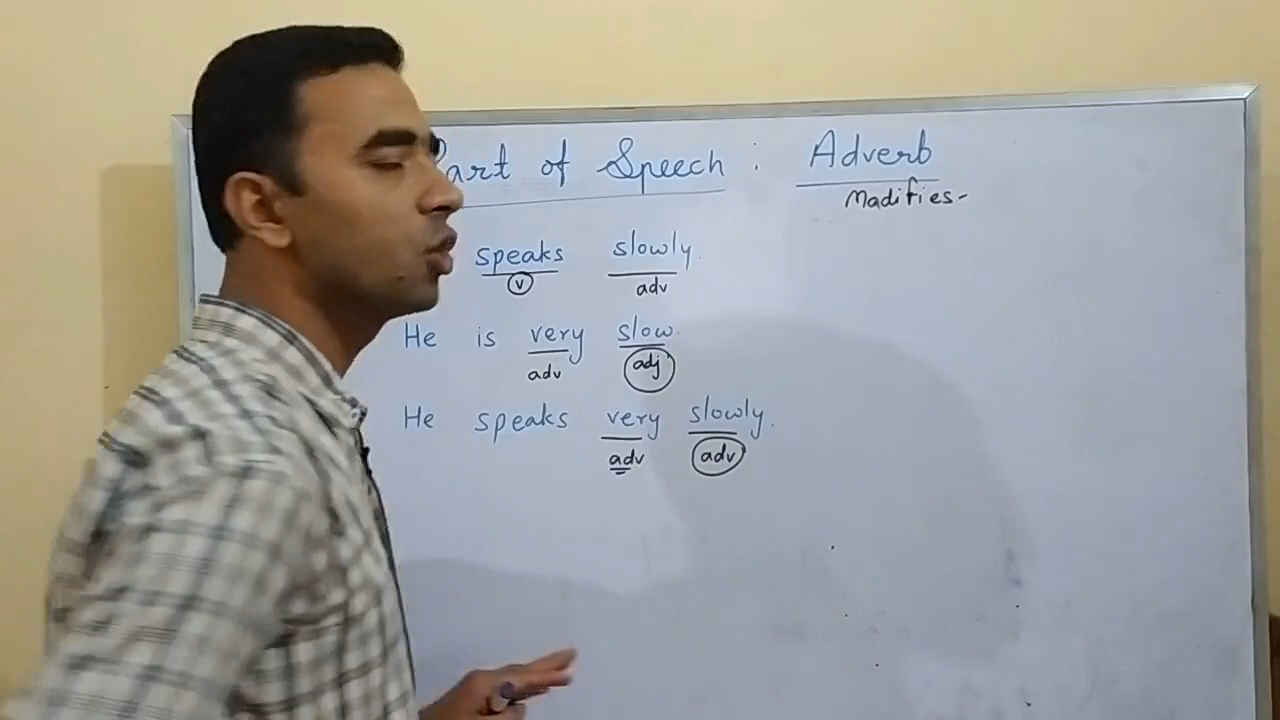 Part of Speech : Adverb
Madifies-
speaks slowly.
v adv
He is very slow.
adv adj
He speaks very slowly.
adv adv